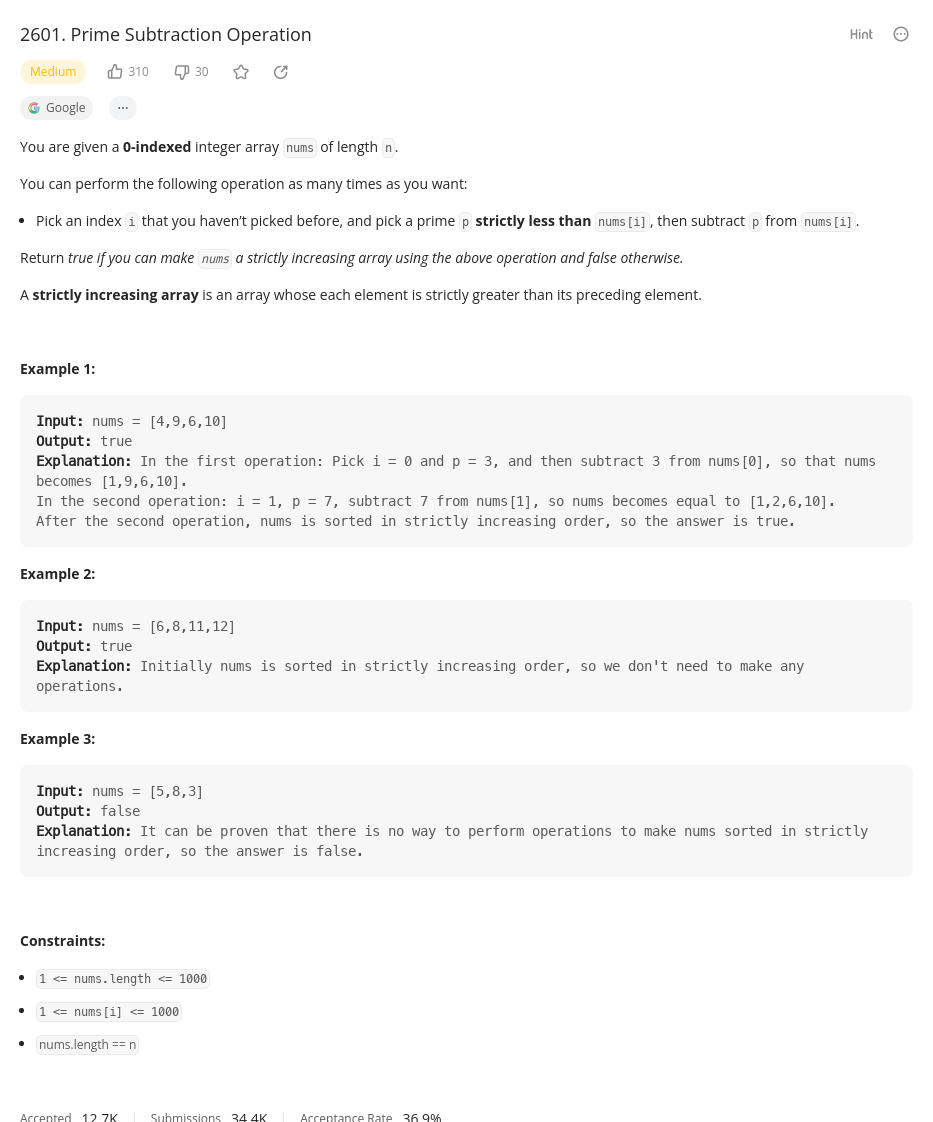 2601. Prime Subtraction Operation
Hint
Medium 310 30
Google ...
You are given a 0-indexed integer array nums of length n.
You can perform the following operation as many times as you want:
• Pick an index i that you haven’t picked before, and pick a prime p strictly less than nums[i], then subtract p from nums[i].
Return true if you can make nums a strictly increasing array using the above operation and false otherwise.
A strictly increasing array is an array whose each element is strictly greater than its preceding element.
Example 1:
Input: nums = [4,9,6,10]
Output: true
Explanation: In the first operation: Pick i = 0 and p = 3, and then subtract 3 from nums[0], so that nums
becomes [1,9,6,10].
In the second operation: i = 1, p = 7, subtract 7 from nums[1], so nums becomes equal to [1,2,6,10].
After the second operation, nums is sorted in strictly increasing order, so the answer is true.
Example 2:
Input: nums = [6,8,11,12]
Output: true
Explanation: Initially nums is sorted in strictly increasing order, so we don't need to make any
operations.
Example 3:
Input: nums = [5,8,3]
Output: false
Explanation: It can be proven that there is no way to perform operations to make nums sorted in strictly
increasing order, so the answer is false.
Constraints:
• 1 <= nums.length <= 1000
• 1 <= nums[i] <= 1000
• nums.length == n
Accepted 12.7K Submissions 34.4K Acceptance Rate 36.9%